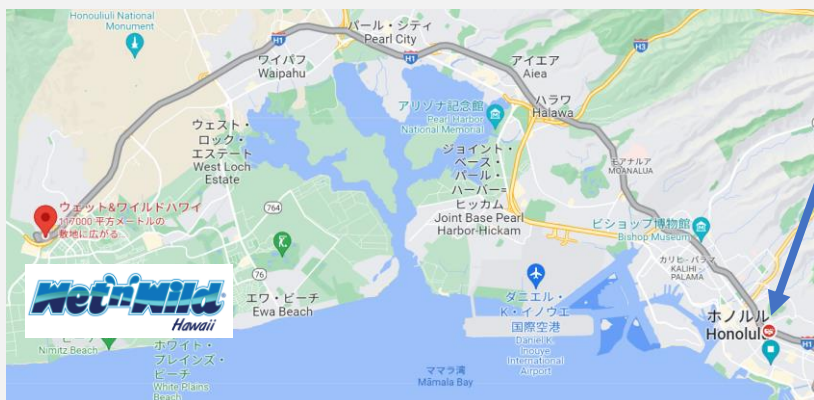 Honouliuli National
Monument
H1
パール・シティ
Pearl City
H1
ワイパフ
Waipahu
アイエア
Aiea
H3
ハラワ
Halawa
アリゾナ記念館
Pearl Harbor
National Memorial
ウェスト・
ロック・
エステート
West Loch
Estate
ジョイント・
ベース・
パール・
ハーバー=
ヒッカム
Joint Base Pearl
Harbor-Hickam
モアナルア
MOANALUA
ウェット&ワイルドハワイ
117000 平方メートルの
敷地に広がる
764
ビショップ博物館
Bishop Museum
カリヒ - パラマ
KALIHI -
PALAMA
76
Wet'n'Wild
Hawaii
エワ・ビーチ
Ewa Beach
ダニエル・
K・イノウエ
国際空港
Daniel K.
Inouye
International
Airport
ホノルル
Honolulu
H1
Nimitz Beach
ホワイト・
プレインズ・
ビーチ
White Plains
Beach
ママラ湾
Māmala Bay